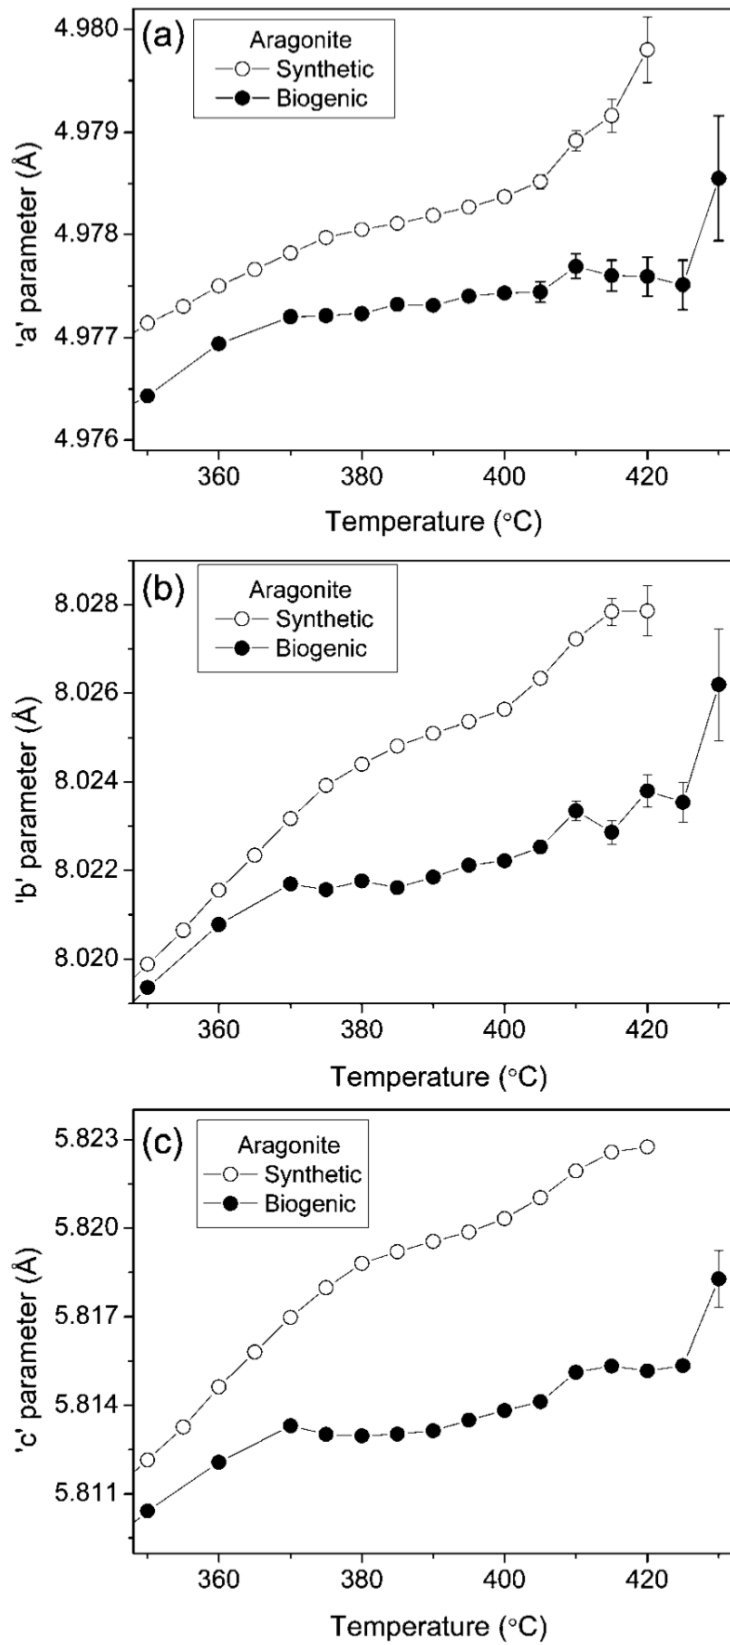 (a)
Aragonite
Synthetic
Biogenic
4.980
4.979
4.978
4.977
4.976
'a' parameter (Å)
360 380 400 420
Temperature (°C)
(b)
Aragonite
Synthetic
Biogenic
8.028
8.026
8.024
8.022
8.020
'b' parameter (Å)
360 380 400 420
Temperature (°C)
(c)
Aragonite
Synthetic
Biogenic
5.823
5.820
5.817
5.814
5.811
'c' parameter (Å)
360 380 400 420
Temperature (°C)